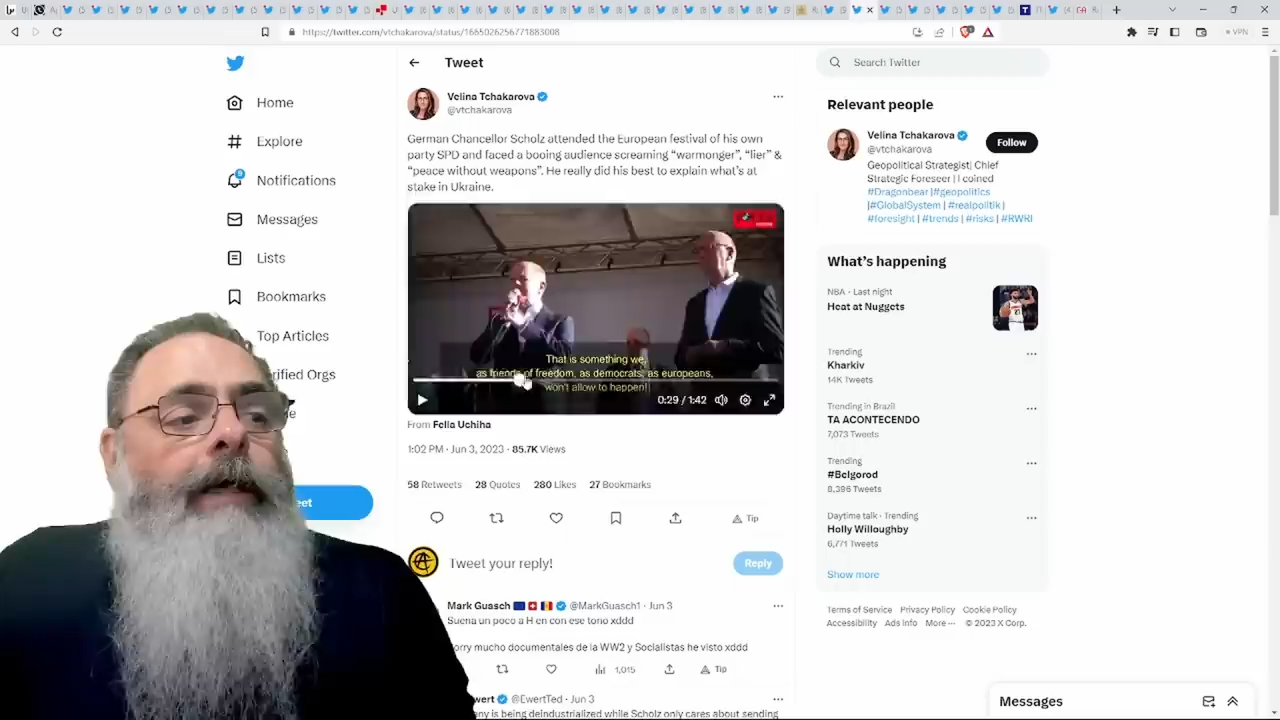 https://twitter.com/vtchakarova/status/1665026256771883008
VPN
Home
Explore
9
Notifications
Messages
Lists
Bookmarks
Top Articles
Orgs
Tweet
Velina Tchakarova
@vtchakarova
German Chancellor Scholz attended the European festival of his own
party SPD and faced a booing audience screaming “warmonger”, “lier” &
“peace without weapons”. He really did his best to explain what’s at
stake in Ukraine.
That is something we,
as friends of freedom, as democrats, as europeans,
won't allow to happen!
0:29 / 1:42
From Fella Uchiha
1:02 PM · Jun 3, 2023 · 85.7K Views
58 Retweets 28 Quotes 280 Likes 27 Bookmarks
Tip
Tweet your reply!
Reply
Mark Guasch @MarkGuasch1 · Jun 3
Suena un poco a H en con ese tono xddd
orry mucho documentales de la WW2 y Socialistas he visto xddd
1,015
Tip
wert @EwertTed · Jun 3
any is being deindustrialized while Scholz only cares about sending
Search Twitter
Relevant people
Velina Tchakarova
@vtchakarova
Follow
Geopolitical Strategist| Chief
Strategic Foreseer | I coined
#Dragonbear |#geopolitics
|#GlobalSystem | #realpolitik |
#foresight | #trends | #risks | #RWRI
What’s happening
NBA · Last night
Heat at Nuggets
Trending
Kharkiv
14K Tweets
Trending in Brazil
TA ACONTECENDO
7,073 Tweets
Trending
#Belgorod
8,396 Tweets
Daytime talk · Trending
Holly Willoughby
6,771 Tweets
Show more
Terms of Service Privacy Policy Cookie Policy
Accessibility Ads info More ··· © 2023 X Corp.
Messages